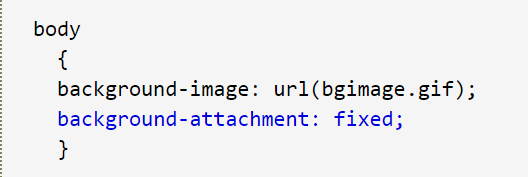 body
{
background-image: url(bgimage.gif);
background-attachment: fixed;
}